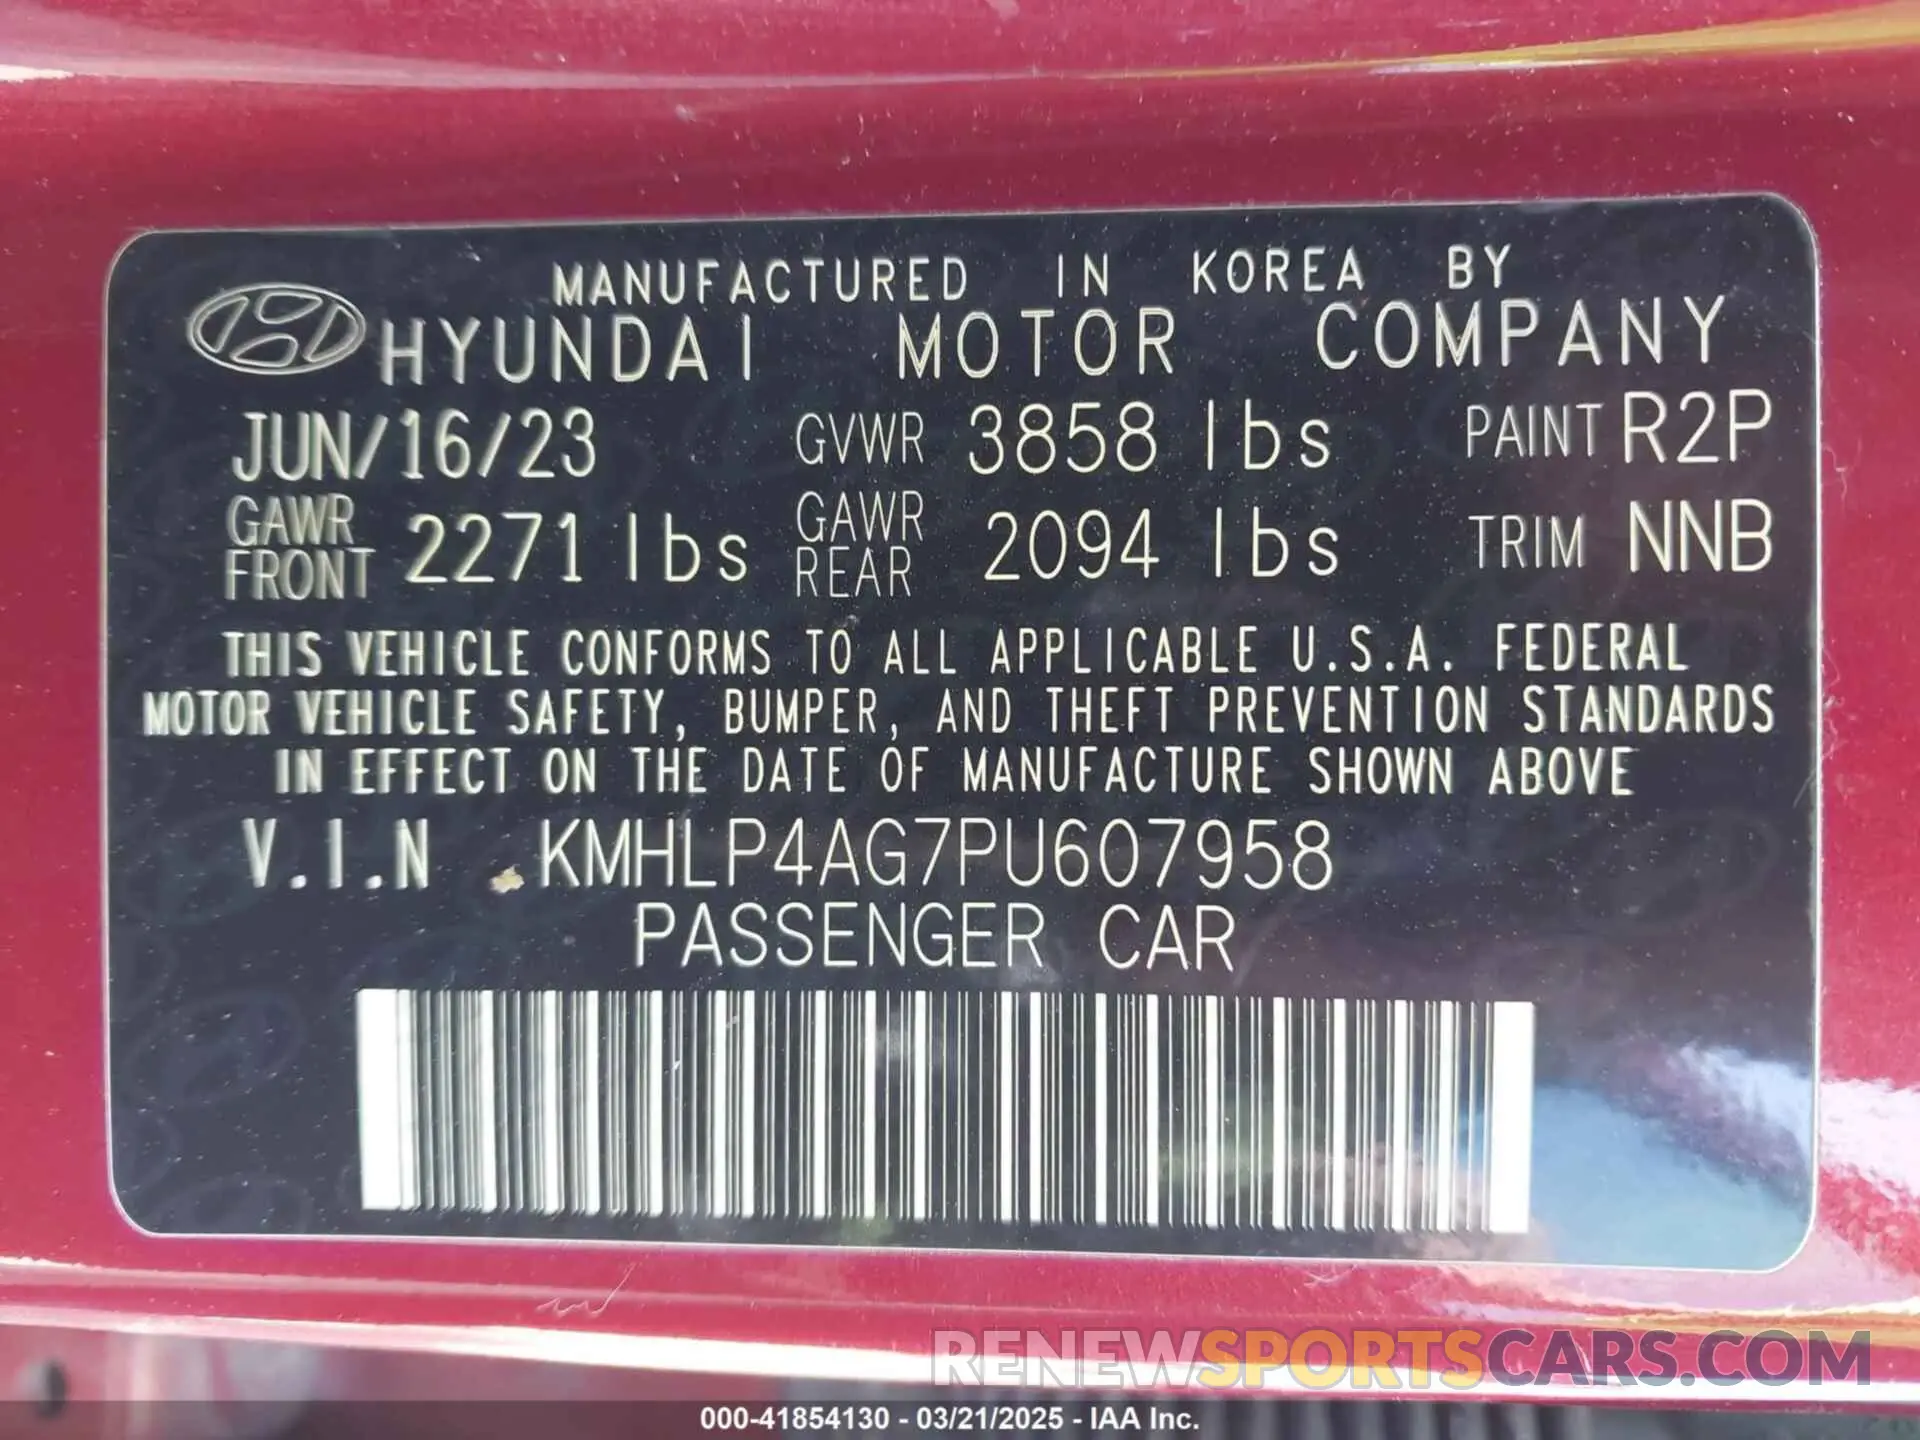 MANUFACTURED IN KOREA BY
HYUNDAI MOTOR COMPANY
JUN/16/23 GVWR 3858 lbs PAINT R2P
GAWR FRONT 2271 lbs GAWR REAR 2094 lbs TRIM NNB
THIS VEHICLE CONFORMS TO ALL APPLICABLE U.S.A. FEDERAL
MOTOR VEHICLE SAFETY, BUMPER, AND THEFT PREVENTION STANDARDS
IN EFFECT ON THE DATE OF MANUFACTURE SHOWN ABOVE
V.I.N KMHLP4AG7PU607958
PASSENGER CAR
RENEWSPORTSCARS.COM
000-41854130 - 03/21/2025 - IAA Inc.